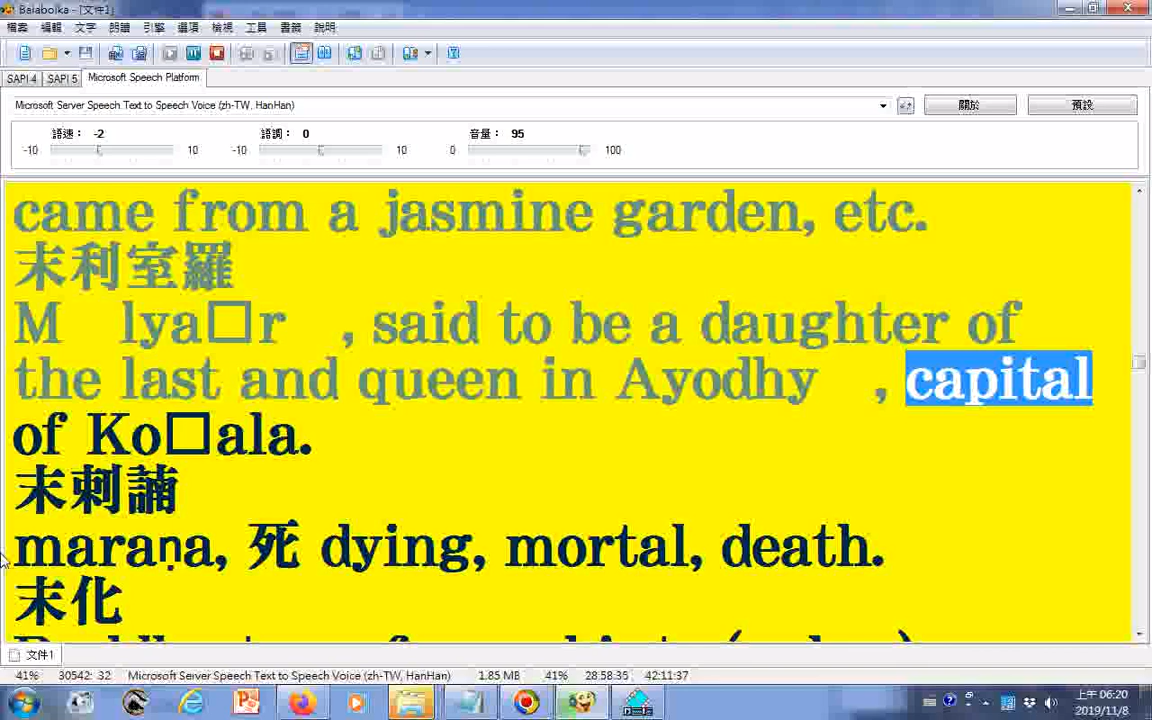 Balabolka - [文件1]
檔案 編輯 文字 朗讀 引擎 選項 檢視 工具 書籤 說明
SAPI 4 SAPI 5 Microsoft Speech Platform
Microsoft Server Speech Text to Speech Voice (zh-TW, HanHan) 關於 預設
語速： -2 語調： 0 音量： 95
-10 10 -10 10 0 100
came from a jasmine garden, etc.
末利室羅
M lya□r , said to be a daughter of
the last and queen in Ayodhy , capital
of Ko□ala.
末剌諵
maraṇa, 死 dying, mortal, death.
末化
文件1
41% 30542: 32 Microsoft Server Speech Text to Speech Voice (zh-TW, HanHan) 1.85 MB 41% 28:58:35 42:11:37
上午 06:20
2019/11/8